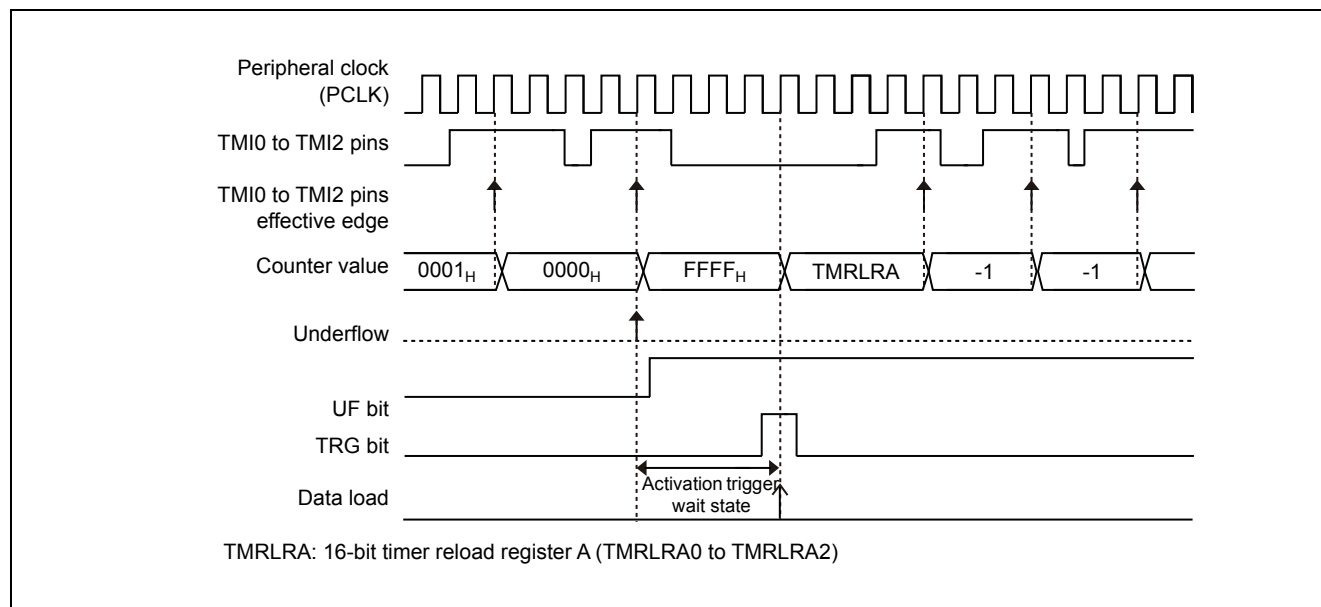 Peripheral clock
(PCLK)
TMI0 to TMI2 pins
TMI0 to TMI2 pins
effective edge
Counter value
0001H
0000H
FFFFH
TMRLRA
-1
-1
Underflow
UF bit
TRG bit
Activation trigger
wait state
Data load
TMRLRA: 16-bit timer reload register A (TMRLRA0 to TMRLRA2)